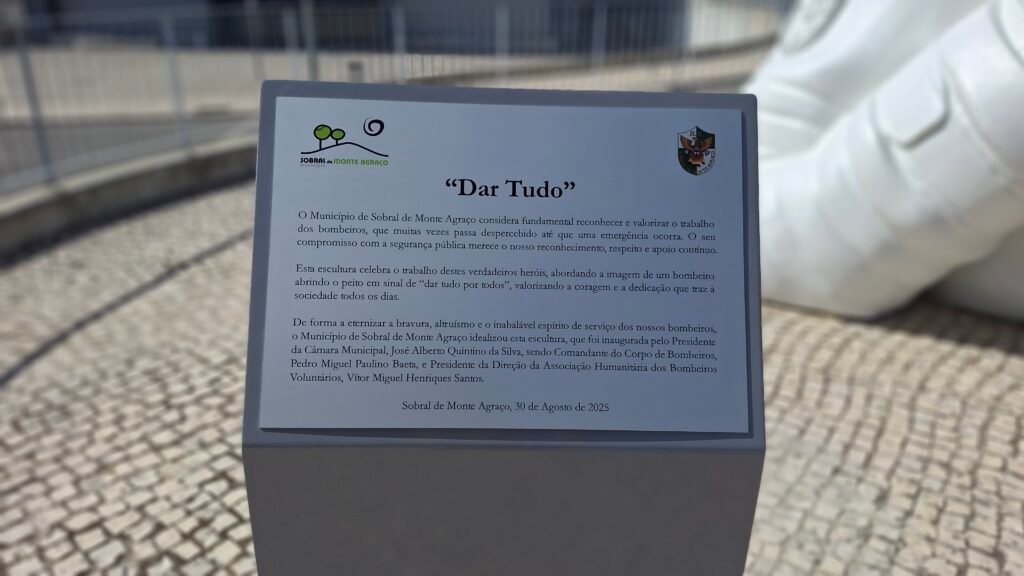 SOBRAL de MONTE AGRAÇO
“Dar Tudo”
O Município de Sobral de Monte Agraço considera fundamental reconhecer e valorizar o trabalho
dos bombeiros, que muitas vezes passa despercebido até que uma emergência ocorra. O seu
compromisso com a segurança pública merece o nosso reconhecimento, respeito e apoio contínuo.
Esta escultura celebra o trabalho destes verdadeiros heróis, abordando a imagem de um bombeiro
abrindo o peito em sinal de “dar tudo por todos”, valorizando a coragem e a dedicação que traz à
sociedade todos os dias.
De forma a eternizar a bravura, altruísmo e o inabalável espírito de serviço dos nossos bombeiros,
o Município de Sobral de Monte Agraço idealizou esta escultura, que foi inaugurada pelo Presidente
da Câmara Municipal, José Alberto Quintino da Silva, sendo Comandante do Corpo de Bombeiros,
Pedro Miguel Paulino Baeta, e Presidente da Direção da Associação Humanitária dos Bombeiros
Voluntários, Vítor Miguel Henriques Santos.
Sobral de Monte Agraço, 30 de Agosto de 2025